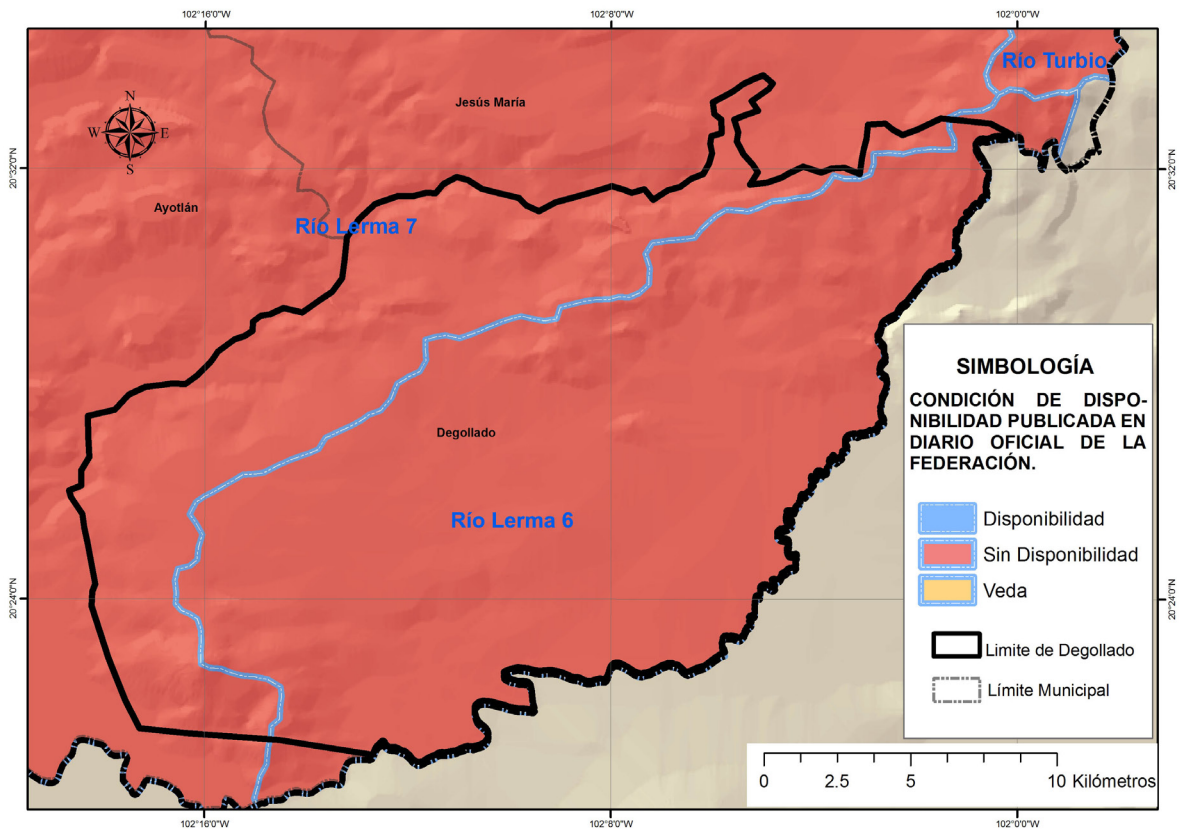 102°16'0"W
102°8'0"W
102°0'0"W
Río Turbio
N
W
E
S
Jesús María
20°32'0"N
20°32'0"N
Ayotlán
Río Lerma 7
SIMBOLOGÍA
CONDICIÓN DE DISPO-
NIBILIDAD PUBLICADA EN
DIARIO OFICIAL DE LA
FEDERACIÓN.
Degollado
Río Lerma 6
Disponibilidad
Sin Disponibilidad
Veda
20°24'0"N
20°24'0"N
Limite de Degollado
Límite Municipal
0 2.5 5 10 Kilómetros
102°16'0"W
102°8'0"W
102°0'0"W